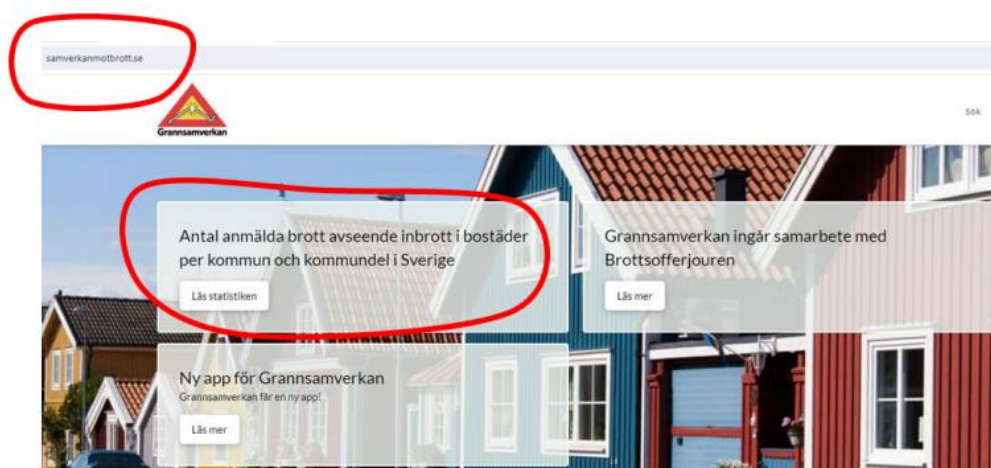 samverkanmotbrott.se
Grannsamverkan
Sök
Antal anmälda brott avseende inbrott i bostäder
per kommun och kommundel i Sverige
Läs statistiken
Grannsamverkan ingår samarbete med
Brottsofferjouren
Läs mer
Ny app för Grannsamverkan
Grannsamverkan får en ny app!
Läs mer